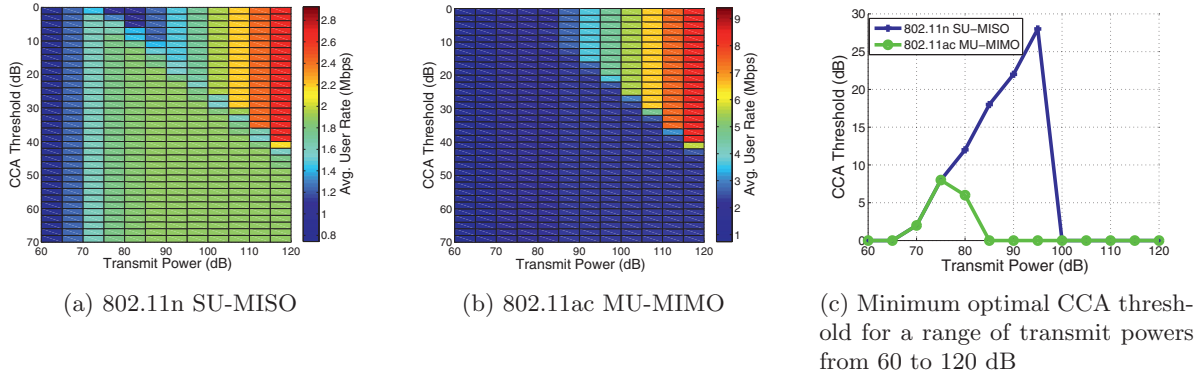 0
10
20
30
40
50
60
70
CCA Threshold (dB)
60 70 80 90 100 110 120
Transmit Power (dB)
2.8
2.6
2.4
2.2
2
1.8
1.6
1.4
1.2
1
0.8
Avg. User Rate (Mbps)
(a) 802.11n SU-MISO
0
10
20
30
40
50
60
70
CCA Threshold (dB)
60 70 80 90 100 110 120
Transmit Power (dB)
9
8
7
6
5
4
3
2
1
Avg. User Rate (Mbps)
(b) 802.11ac MU-MIMO
30
25
20
15
10
5
0
CCA Threshold (dB)
802.11n SU−MISO
802.11ac MU−MIMO
60 70 80 90 100 110 120
Transmit Power (dB)
(c) Minimum optimal CCA thresh-
old for a range of transmit powers
from 60 to 120 dB